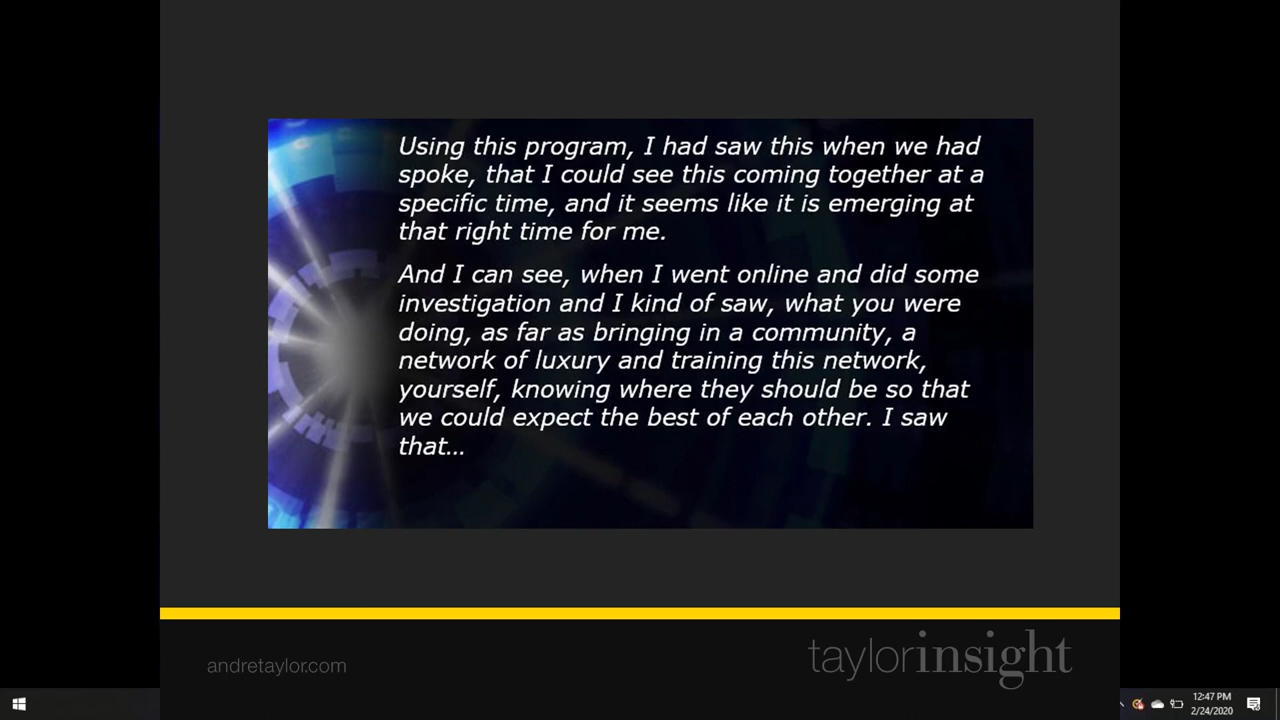 Using this program, I had saw this when we had
spoke, that I could see this coming together at a
specific time, and it seems like it is emerging at
that right time for me.
And I can see, when I went online and did some
investigation and I kind of saw, what you were
doing, as far as bringing in a community, a
network of luxury and training this network,
yourself, knowing where they should be so that
we could expect the best of each other. I saw
that...
andretaylor.com
taylorinsight
12:47 PM
2/24/2020